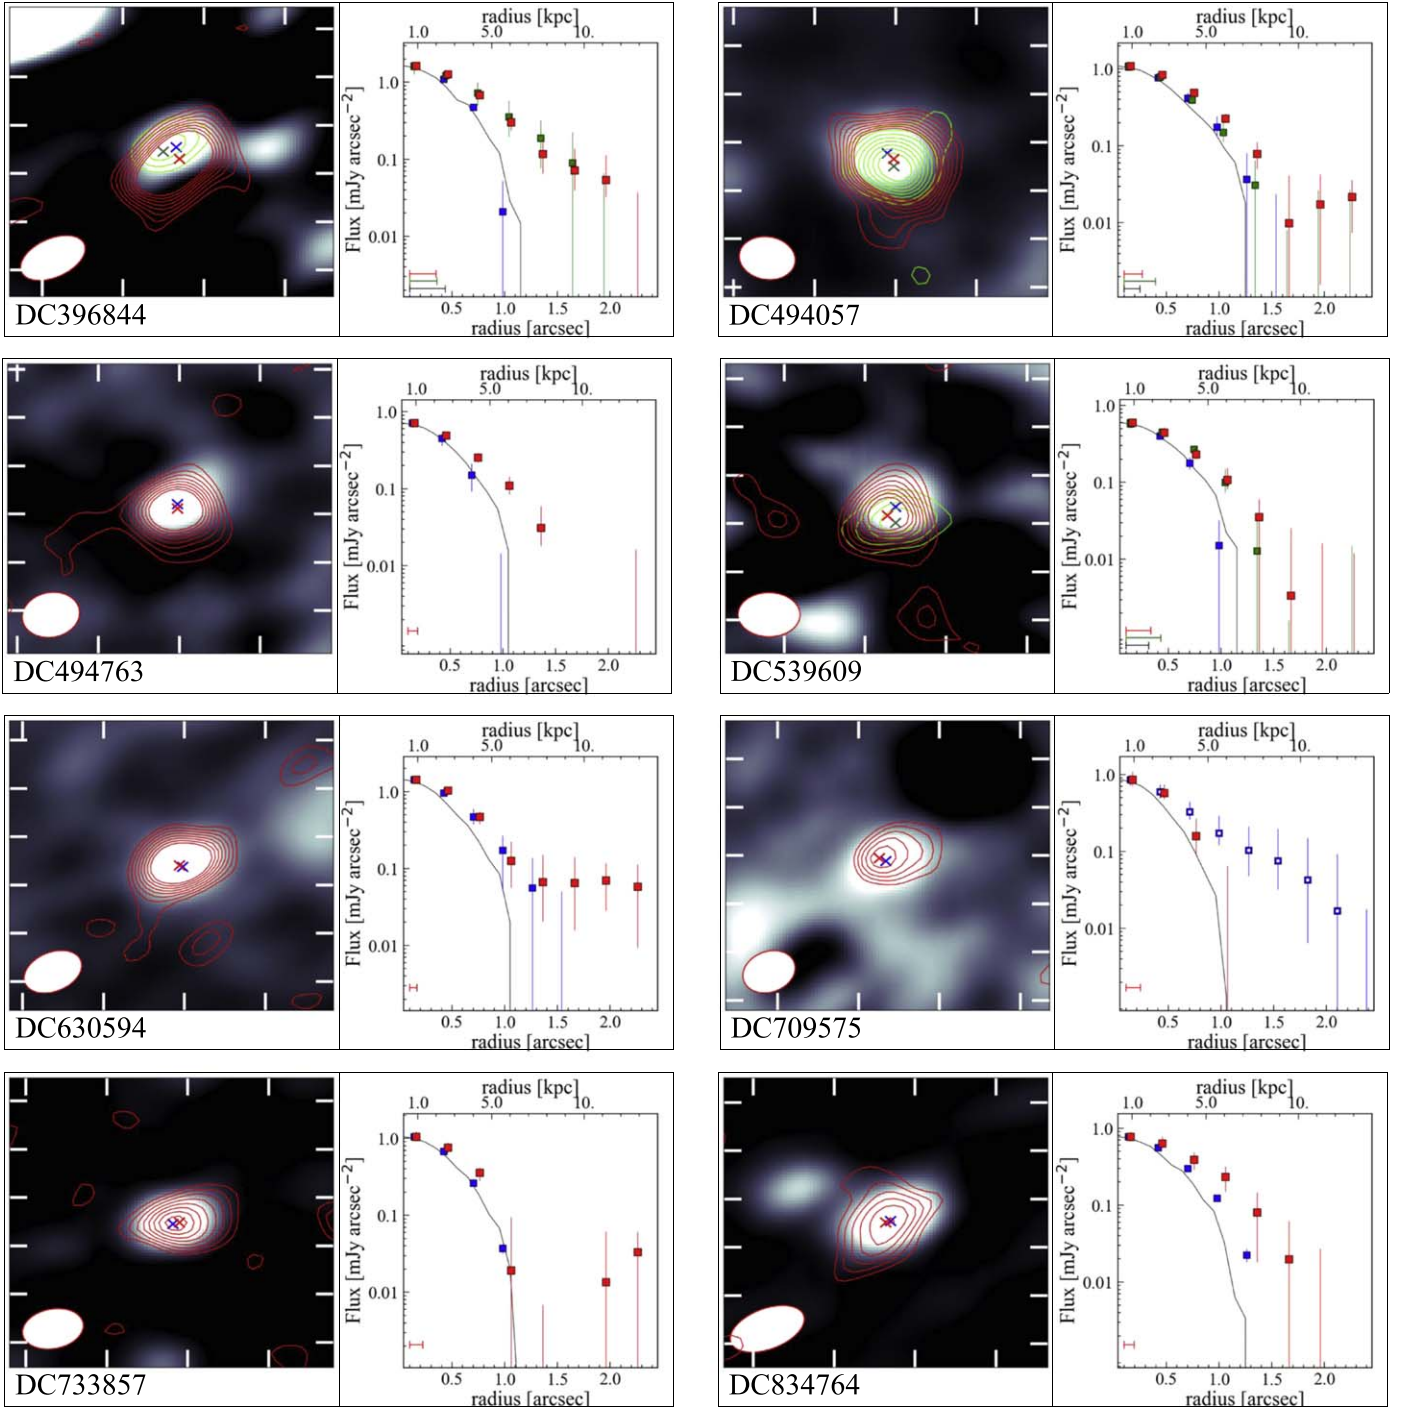 radius [kpc]
1.0 5.0 10.
Flux [mJy arcsec−2]
1.0
0.1
0.01
0.5 1.0 1.5 2.0
radius [arcsec]
DC396844
radius [kpc]
1.0 5.0 10.
Flux [mJy arcsec−2]
1.0
0.1
0.01
0.5 1.0 1.5 2.0
radius [arcsec]
DC494057
radius [kpc]
1.0 5.0 10.
Flux [mJy arcsec−2]
1.0
0.1
0.01
0.5 1.0 1.5 2.0
radius [arcsec]
DC494763
radius [kpc]
1.0 5.0 10.
Flux [mJy arcsec−2]
1.0
0.1
0.01
0.5 1.0 1.5 2.0
radius [arcsec]
DC539609
radius [kpc]
1.0 5.0 10.
Flux [mJy arcsec−2]
1.0
0.1
0.01
0.5 1.0 1.5 2.0
radius [arcsec]
DC630594
radius [kpc]
1.0 5.0 10.
Flux [mJy arcsec−2]
1.0
0.1
0.01
0.5 1.0 1.5 2.0
radius [arcsec]
DC709575
radius [kpc]
1.0 5.0 10.
Flux [mJy arcsec−2]
1.0
0.1
0.01
0.5 1.0 1.5 2.0
radius [arcsec]
DC733857
radius [kpc]
1.0 5.0 10.
Flux [mJy arcsec−2]
1.0
0.1
0.01
0.5 1.0 1.5 2.0
radius [arcsec]
DC834764